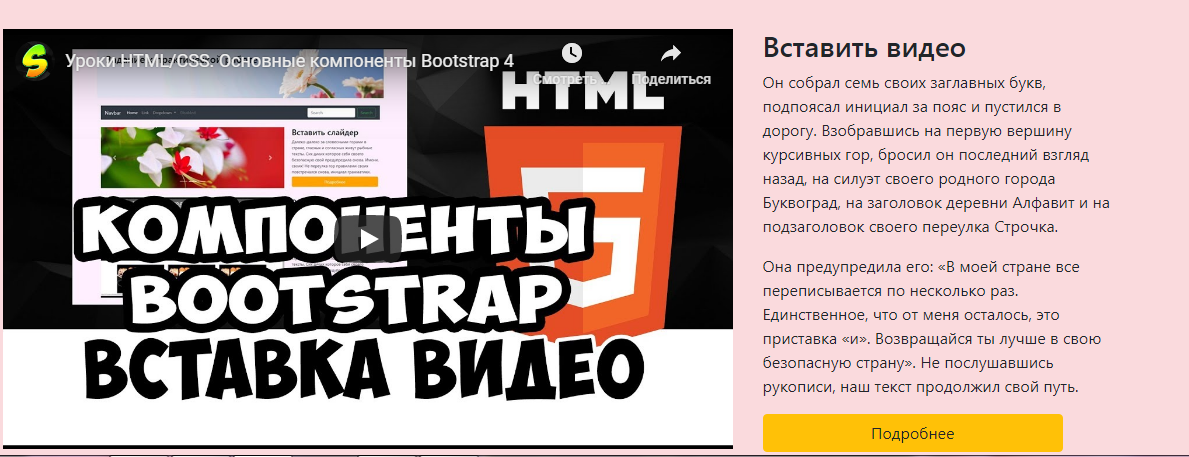 Уроки HTML/CSS. Основные компоненты Bootstrap 4
Смотреть...
Поделиться
HTML
5
Navbar
Home
Link
Dropdown
Search
Вставить слайдер
Подробнее
КОМПОНЕНТЫ
BOOTSTRAP
ВСТАВКА ВИДЕО
Вставить видео
Он собрал семь своих заглавных букв,
подпоясал инициал за пояс и пустился в
дорогу. Взобравшись на первую вершину
курсивных гор, бросил он последний взгляд
назад, на силуэт своего родного города
Буквоград, на заголовок деревни Алфавит и на
подзаголовок своего переулка Строчка.
Она предупредила его: «В моей стране все
переписывается по несколько раз.
Единственное, что от меня осталось, это
приставка «и». Возвращайся ты лучше в свою
безопасную страну». Не послушавшись
рукописи, наш текст продолжил свой путь.
Подробнее